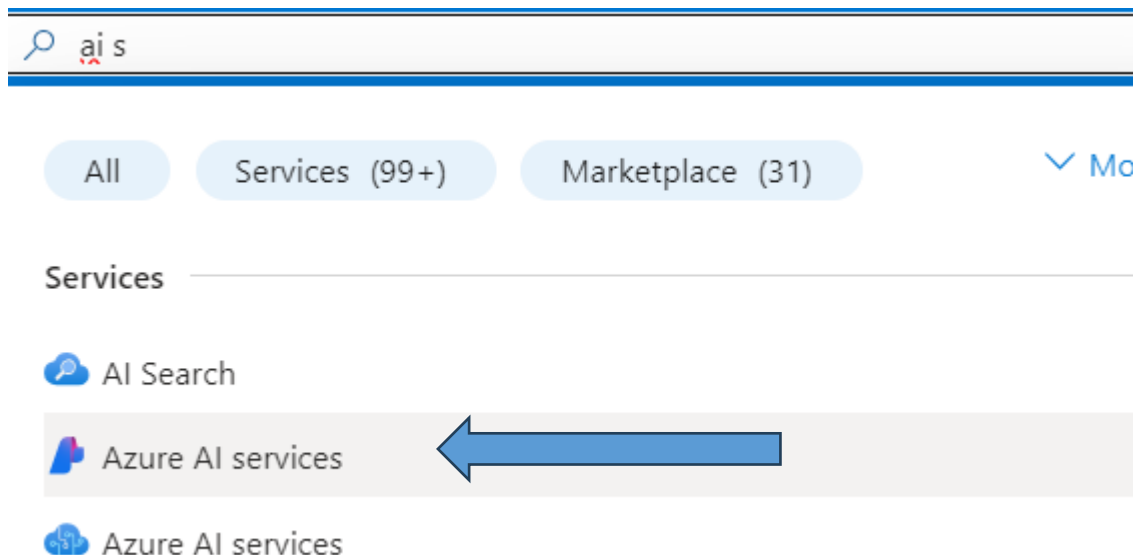 ai s
All Services (99+) Marketplace (31) Mo
Services
AI Search
Azure AI services
Azure AI services